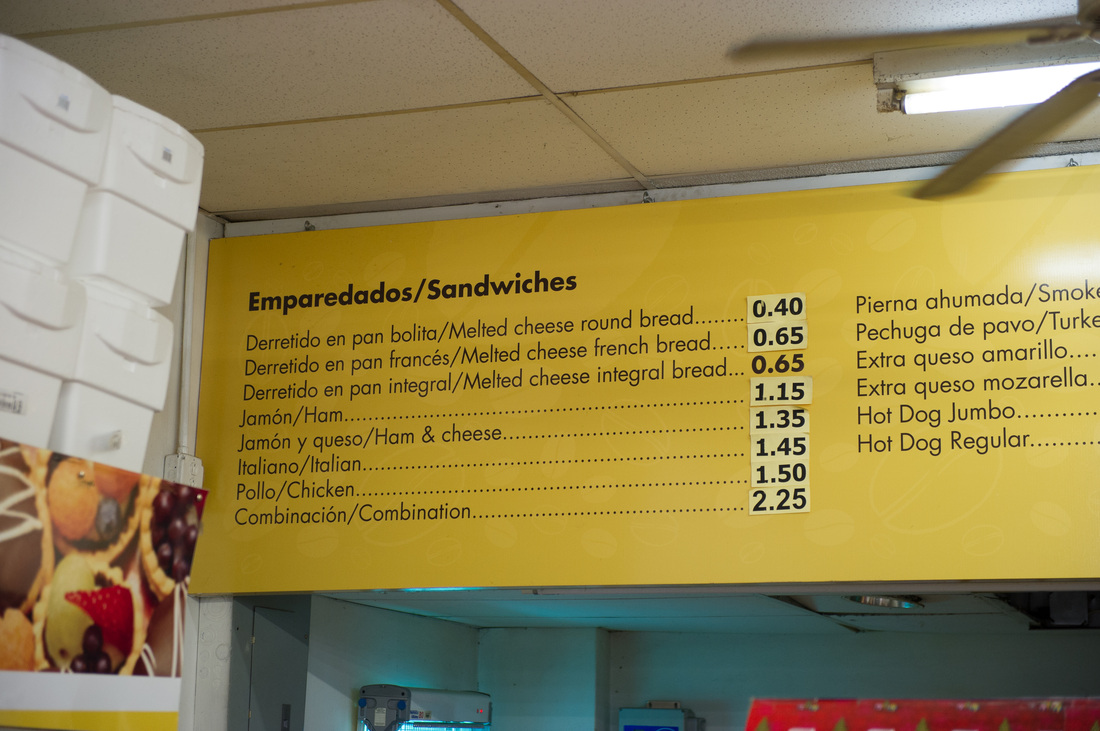 Emparedados/Sandwiches
Derretido en pan bolita/Melted cheese round bread........ 0.40
Derretido en pan francés/Melted cheese french bread..... 0.65
Derretido en pan integral/Melted cheese integral bread... 0.65
Jamón/Ham........ 1.15
Jamón y queso/Ham & cheese........ 1.35
Italiano/Italian........ 1.45
Pollo/Chicken........ 1.50
Combinación/Combination........ 2.25
Pierna ahumada/Smoke
Pechuga de pavo/Turke
Extra queso amarillo....
Extra queso mozarella..
Hot Dog Jumbo........
Hot Dog Regular........